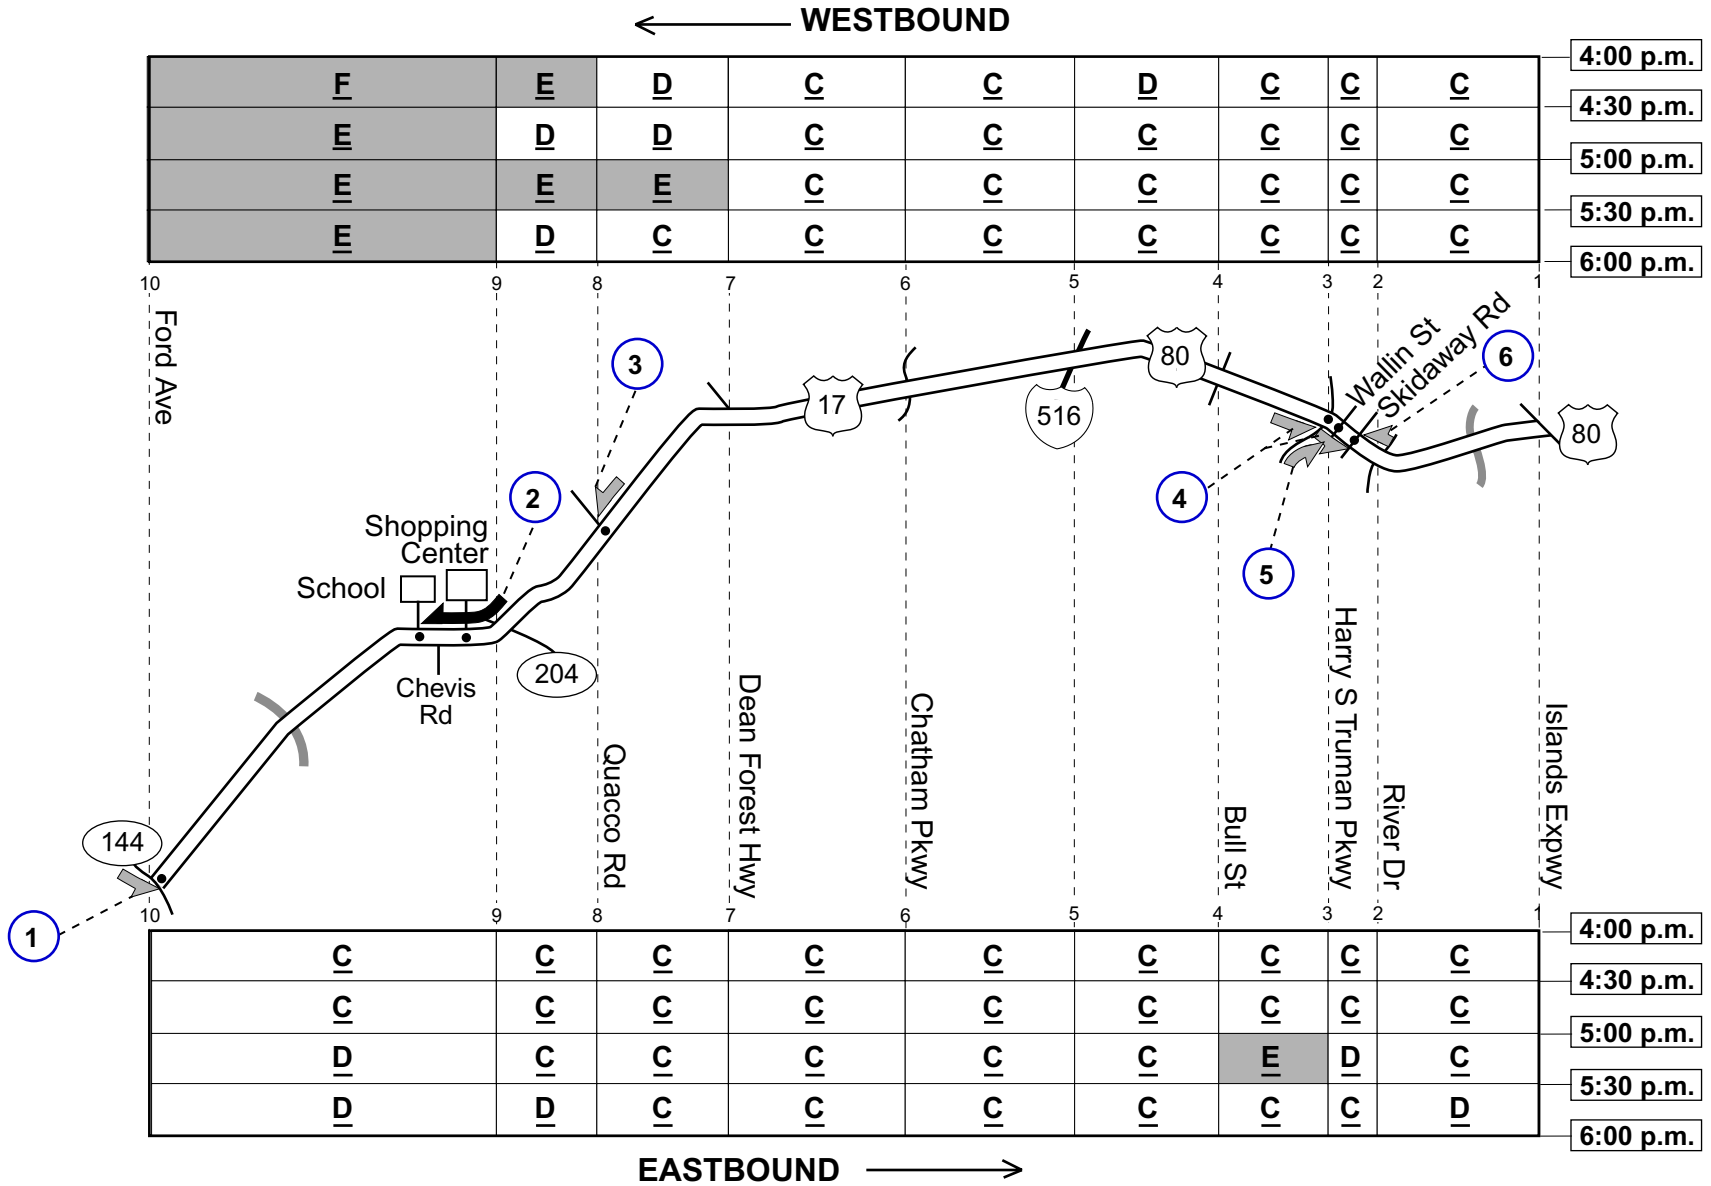 WESTBOUND
F E D C C D C C C
E D D C C C C C C
E E E C C C C C C
E D C C C C C C C
4:00 p.m.
4:30 p.m.
5:00 p.m.
5:30 p.m.
6:00 p.m.
10 9 8 7 6 5 4 3 2 1
Ford Ave
3
80
Wallin St
Skidaway Rd
6
17
516
80
2
4
Shopping
Center
School
5
204
Chevis
Rd
Quacco Rd
Dean Forest Hwy
Chatham Pkwy
Bull St
Harry S Truman Pkwy
River Dr
Islands Expwy
144
1
10 9 8 7 6 5 4 3 2 1
C C C C C C C C C
C C C C C C C C C
D C C C C C E D C
D D C C C C C C D
4:00 p.m.
4:30 p.m.
5:00 p.m.
5:30 p.m.
6:00 p.m.
EASTBOUND